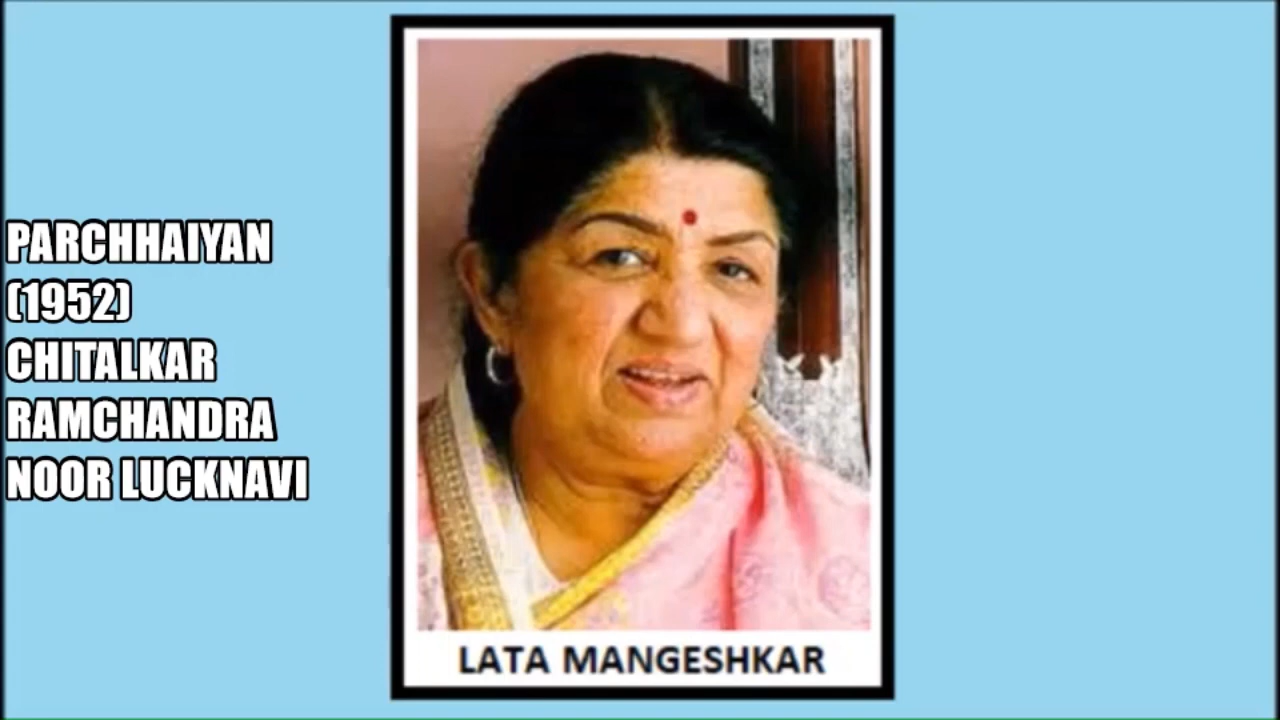 PARCHHAIYAN
(1952)
CHITALKAR
RAMCHANDRA
NOOR LUCKNAVI
LATA MANGESHKAR